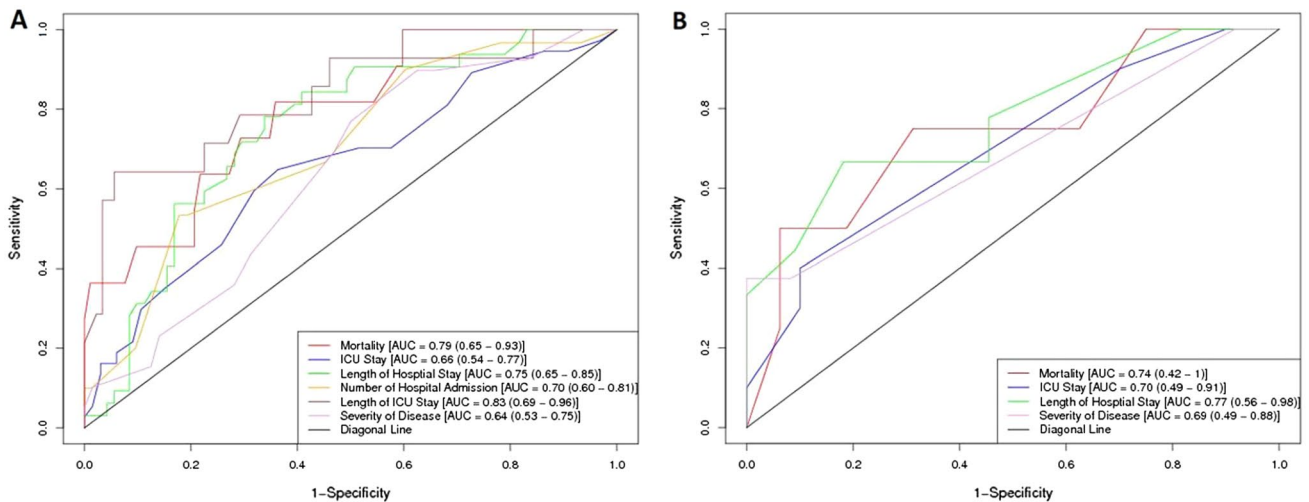 A
1.0
0.8
0.6
0.4
0.2
0.0
Sensitivity
Mortality [AUC = 0.79 (0.65 – 0.93)]
ICU Stay [AUC = 0.66 (0.54 – 0.77)]
Length of Hospital Stay [AUC = 0.75 (0.65 – 0.85)]
Number of Hospital Admission [AUC = 0.70 (0.60 – 0.81)]
Length of ICU Stay [AUC = 0.83 (0.69 – 0.96)]
Severity of Disease [AUC = 0.64 (0.53 – 0.75)]
Diagonal Line
0.0 0.2 0.4 0.6 0.8 1.0
1–Specificity
B
1.0
0.8
0.6
0.4
0.2
0.0
Sensitivity
Mortality [AUC = 0.74 (0.42 – 1)]
ICU Stay [AUC = 0.70 (0.49 – 0.91)]
Length of Hosptial Stay [AUC = 0.77 (0.56 – 0.98)]
Severity of Disease [AUC = 0.69 (0.49 – 0.88)]
Diagonal Line
0.0 0.2 0.4 0.6 0.8 1.0
1–Specificity